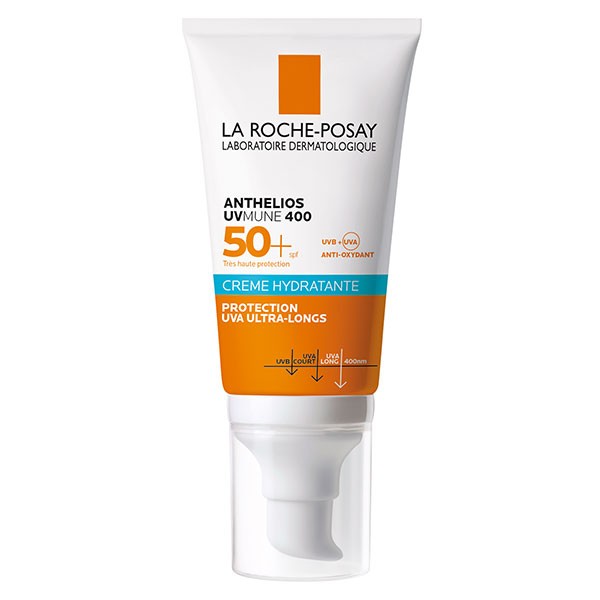 LA ROCHE-POSAY
LABORATOIRE DERMATOLOGIQUE
ANTHELIOS
UVMUNE 400
50+ spf
Très haute protection
UVB + UVA
ANTI-OXYDANT
CREME HYDRATANTE
PROTECTION
UVA ULTRA-LONGS
UVB
UVA COURT
UVA LONG
400nm